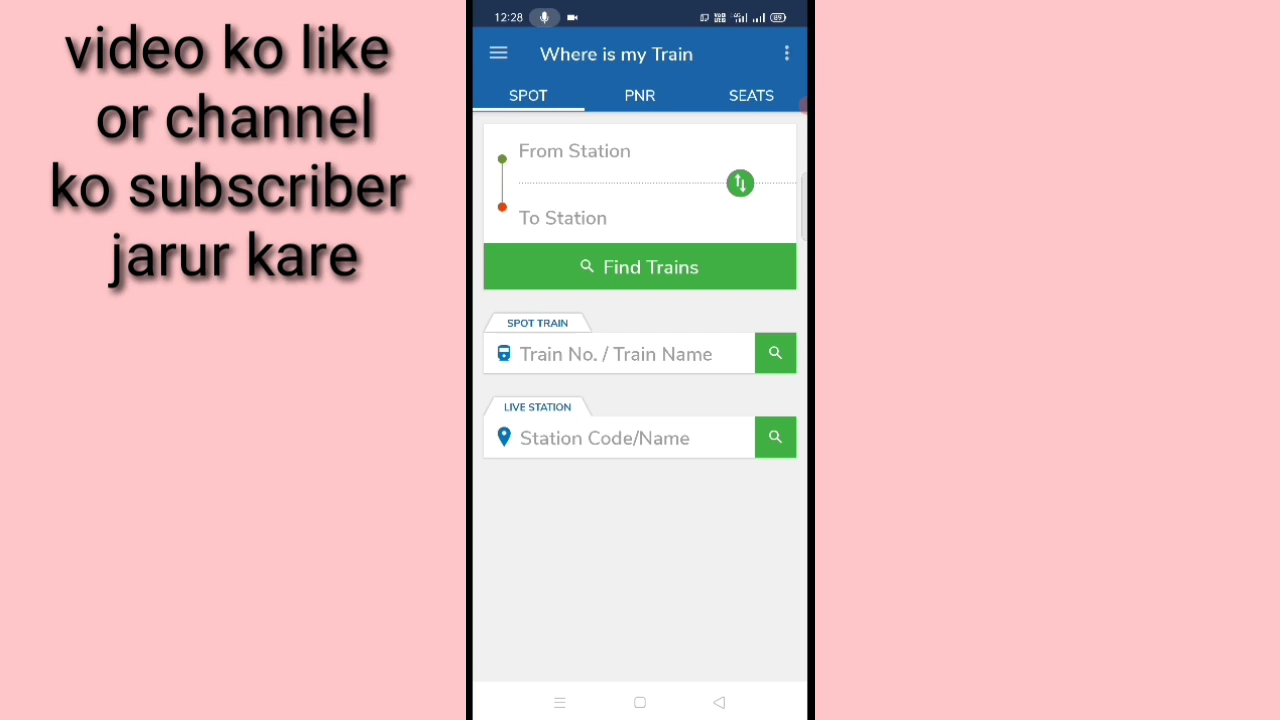 video ko like
or channel
ko subscriber
jarur kare
12:28
89
Where is my Train
SPOT PNR SEATS
From Station
To Station
Find Trains
SPOT TRAIN
Train No. / Train Name
LIVE STATION
Station Code/Name